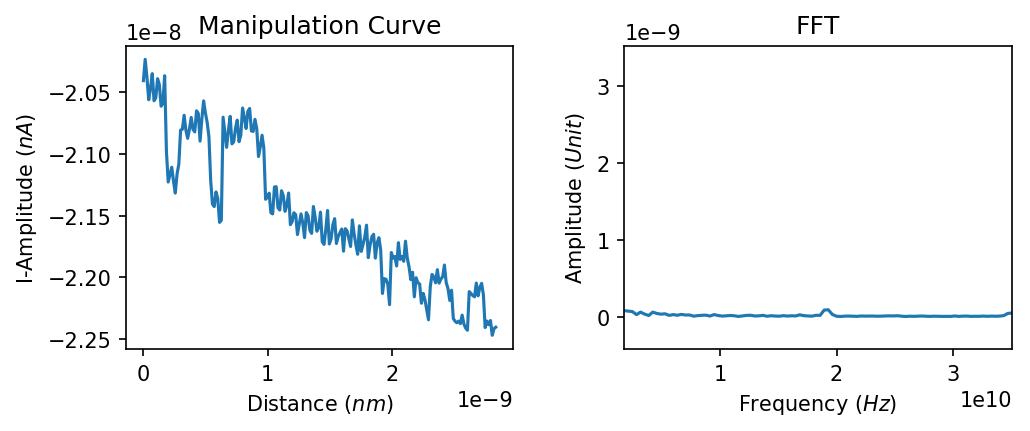 Manipulation Curve
1e−8
−2.05
−2.10
−2.15
−2.20
−2.25
I-Amplitude (nA)
0
1
2
1e−9
Distance (nm)
FFT
1e−9
3
2
1
0
Amplitude (Unit)
1
2
3
1e10
Frequency (Hz)